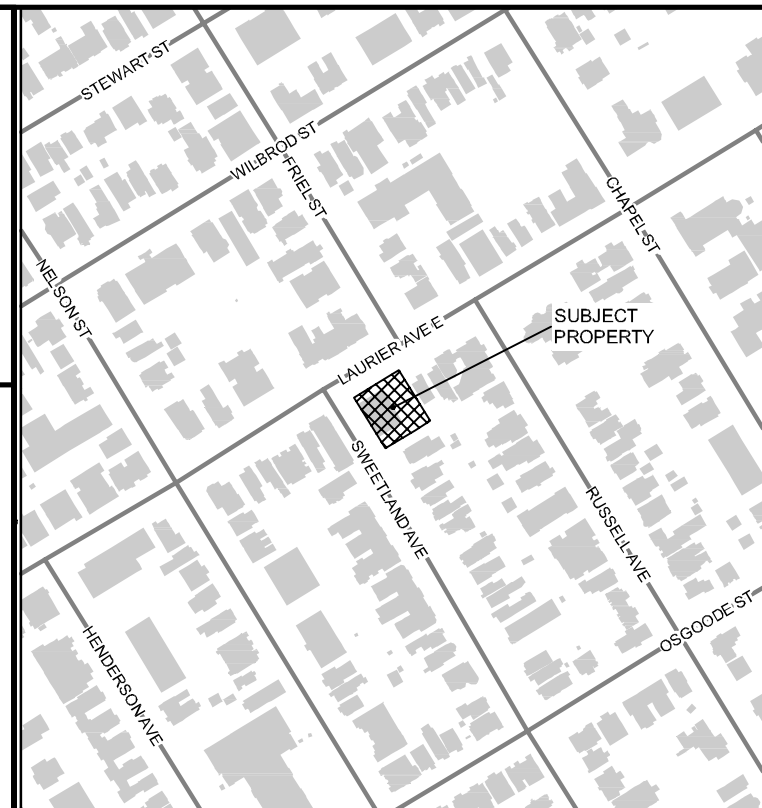 STEWART ST
WILBROD ST
FRIEL ST
CHAPEL ST
NELSON ST
SUBJECT
PROPERTY
LAURIER AVE E
SWEETLAND AVE
RUSSELL AVE
OSGOODE ST
HENDERSON AVE